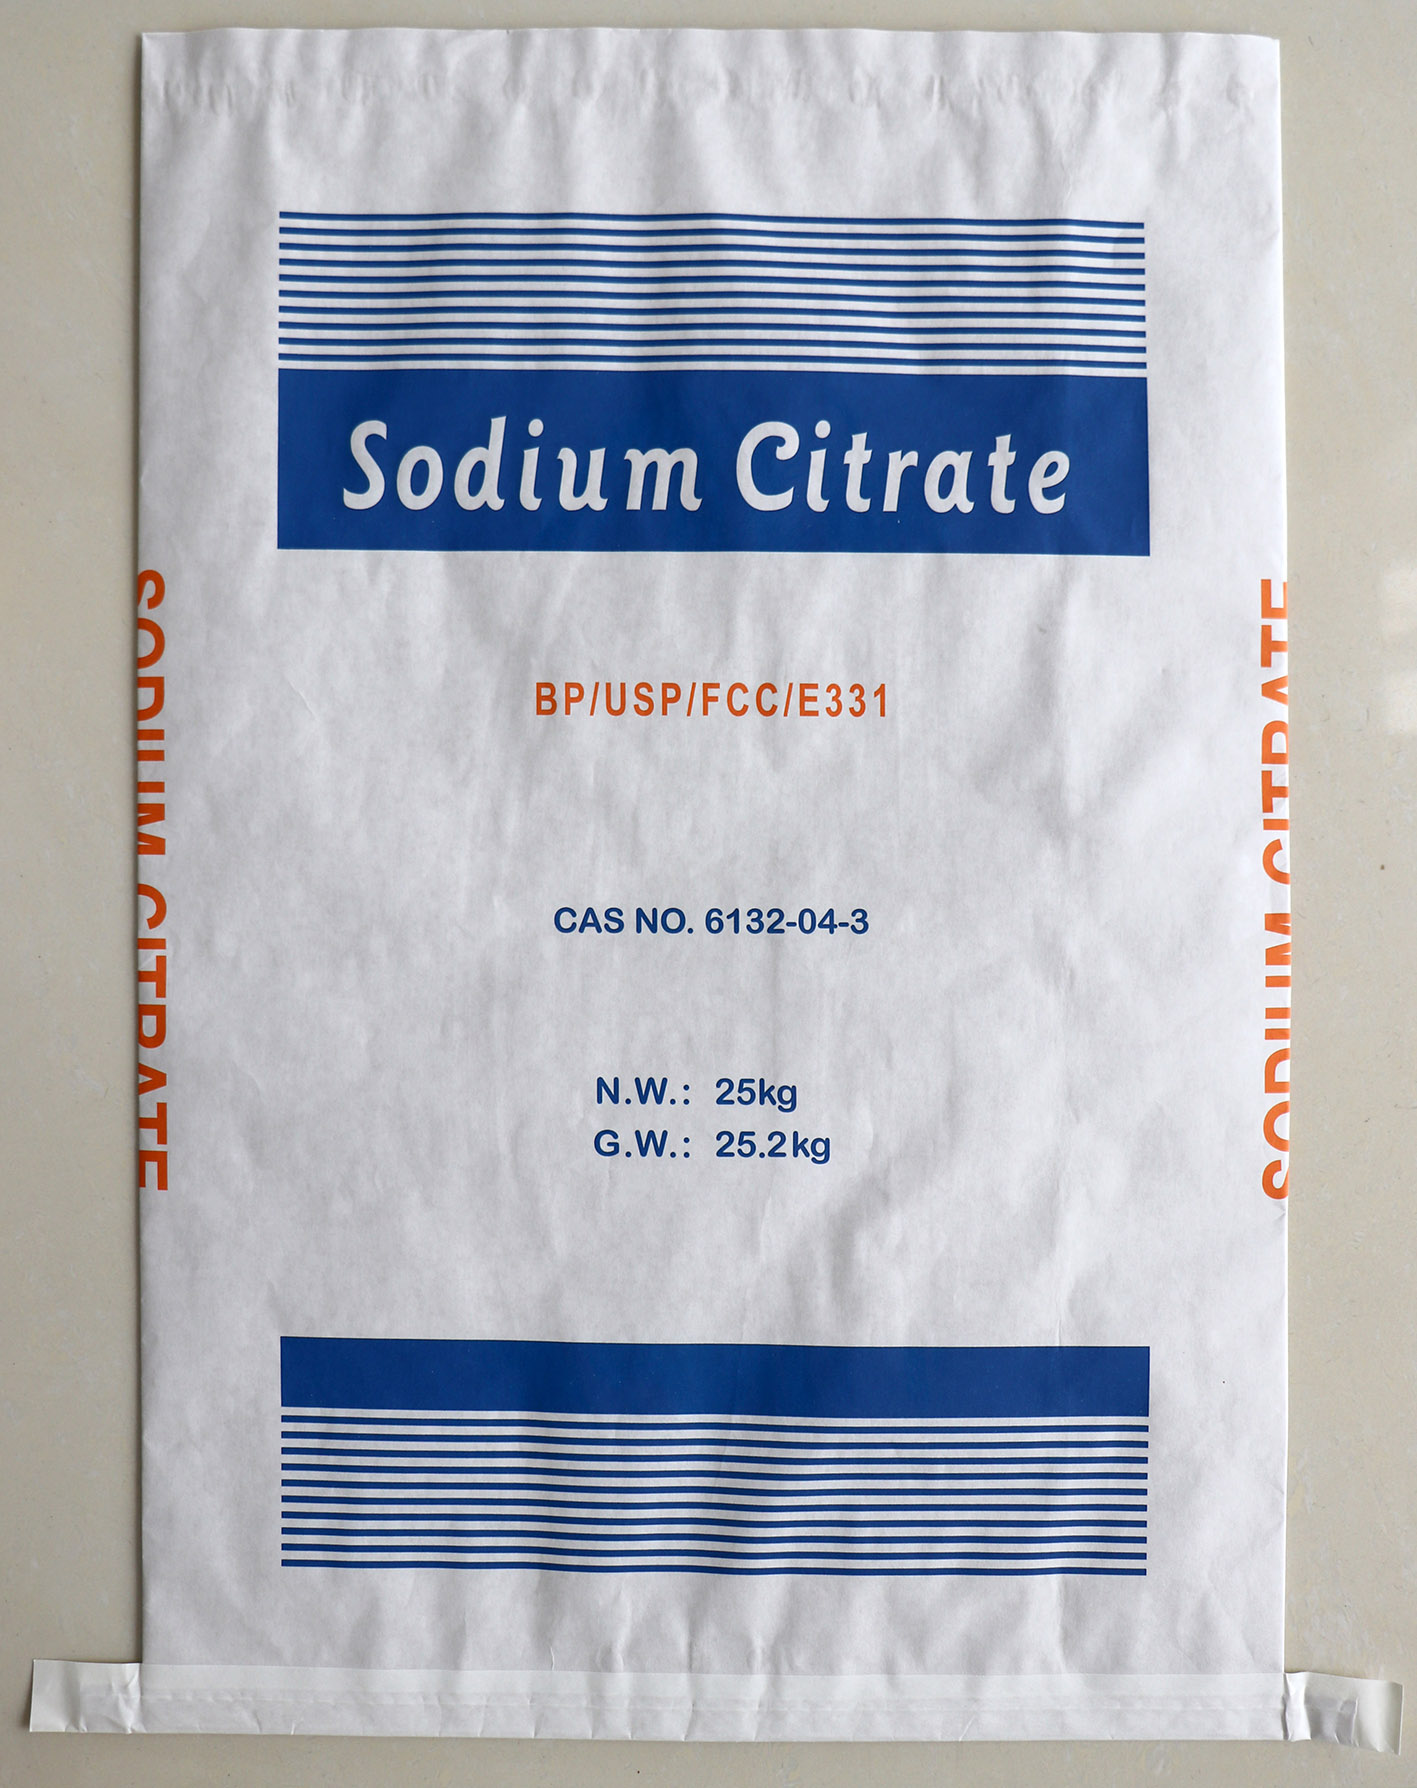 Sodium Citrate
BP/USP/FCC/E331
CAS NO. 6132-04-3
N.W.: 25kg
G.W.: 25.2kg
SODIUM CITRATE
SODIUM CITRATE